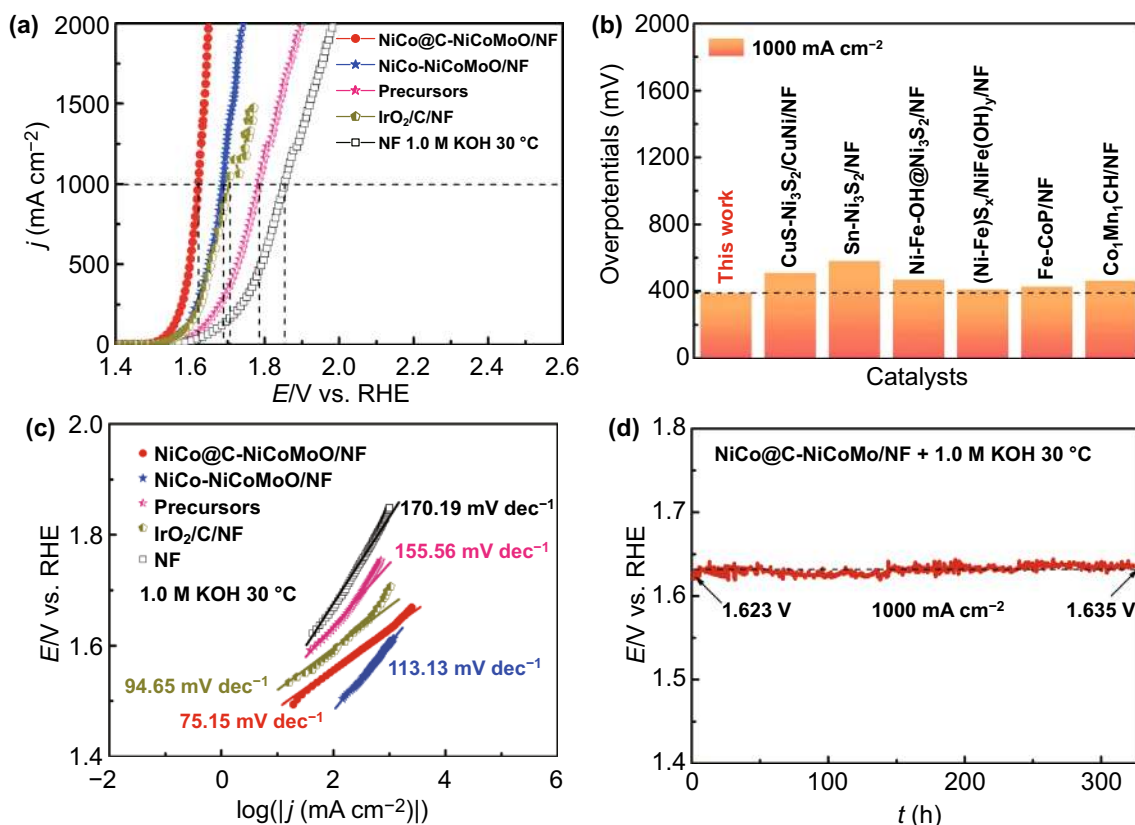 (a)
2000
1500
1000
500
0
j (mA cm⁻²)
NiCo@C-NiCoMoO/NF
NiCo-NiCoMoO/NF
Precursors
IrO₂/C/NF
NF 1.0 M KOH 30 °C
1.4 1.6 1.8 2.0 2.2 2.4 2.6
E/V vs. RHE
(b)
2000
1600
1200
800
400
0
Overpotentials (mV)
1000 mA cm⁻²
This work
CuS-Ni₃S₂/CuNi/NF
Sn-Ni₃S₂/NF
Ni-Fe-OH@Ni₃S₂/NF
(Ni-Fe)Sₓ/NiFe(OH)ᵧ/NF
Fe-CoP/NF
Co₁Mn₁CH/NF
Catalysts
(c)
2.0
1.8
1.6
1.4
E/V vs. RHE
NiCo@C-NiCoMoO/NF
NiCo-NiCoMoO/NF
Precursors
IrO₂/C/NF
NF
1.0 M KOH 30 °C
170.19 mV dec⁻¹
155.56 mV dec⁻¹
94.65 mV dec⁻¹
113.13 mV dec⁻¹
75.15 mV dec⁻¹
−2 0 2 4 6
log(|j (mA cm⁻²)|)
(d)
1.8
1.7
1.6
1.5
1.4
E/V vs. RHE
NiCo@C-NiCoMo/NF + 1.0 M KOH 30 °C
1.623 V
1000 mA cm⁻²
1.635 V
0 100 200 300
t (h)